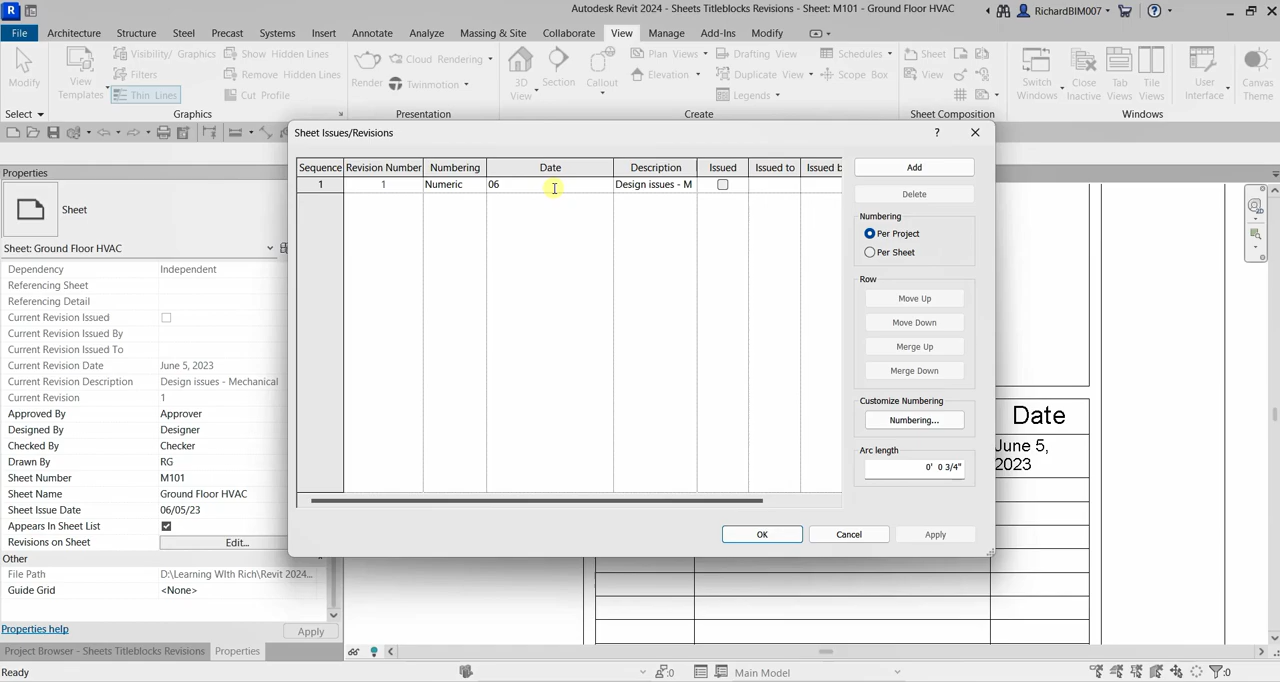 R
Autodesk Revit 2024 - Sheets Titleblocks Revisions - Sheet: M101 - Ground Floor HVAC
RichardBIM007
File Architecture Structure Steel Precast Systems Insert Annotate Analyze Massing & Site Collaborate View Manage Add-Ins Modify
Modify
View Templates
Visibility/ Graphics
Filters
Thin Lines
Show Hidden Lines
Remove Hidden Lines
Cut Profile
Render
Cloud Rendering
Twinmotion
3D View
Section
Callout
Plan Views
Elevation
Drafting View
Duplicate View
Legends
Schedules
Scope Box
Sheet
View
Switch Windows
Close Inactive
Tab Views
Tile Views
User Interface
Canvas Theme
Select Graphics Presentation Create Sheet Composition Windows
Properties
Sheet
Sheet: Ground Floor HVAC
Dependency Independent
Referencing Sheet
Referencing Detail
Current Revision Issued
Current Revision Issued By
Current Revision Issued To
Current Revision Date June 5, 2023
Current Revision Description Design issues - Mechanical
Current Revision 1
Approved By Approver
Designed By Designer
Checked By Checker
Drawn By RG
Sheet Number M101
Sheet Name Ground Floor HVAC
Sheet Issue Date 06/05/23
Appears In Sheet List
Revisions on Sheet Edit...
Other
File Path D:\Learning WIth Rich\Revit 2024...
Guide Grid <None>
Properties help Apply
Project Browser - Sheets Titleblocks Revisions Properties
Ready
Sheet Issues/Revisions
Sequence Revision Number Numbering Date Description Issued Issued to Issued b
1 1 Numeric 06 Design issues - M
Add
Delete
Numbering
Per Project
Per Sheet
Row
Move Up
Move Down
Merge Up
Merge Down
Customize Numbering
Numbering...
Arc length
0' 0 3/4"
OK Cancel Apply
Date
June 5,
2023
:0 Main Model :0